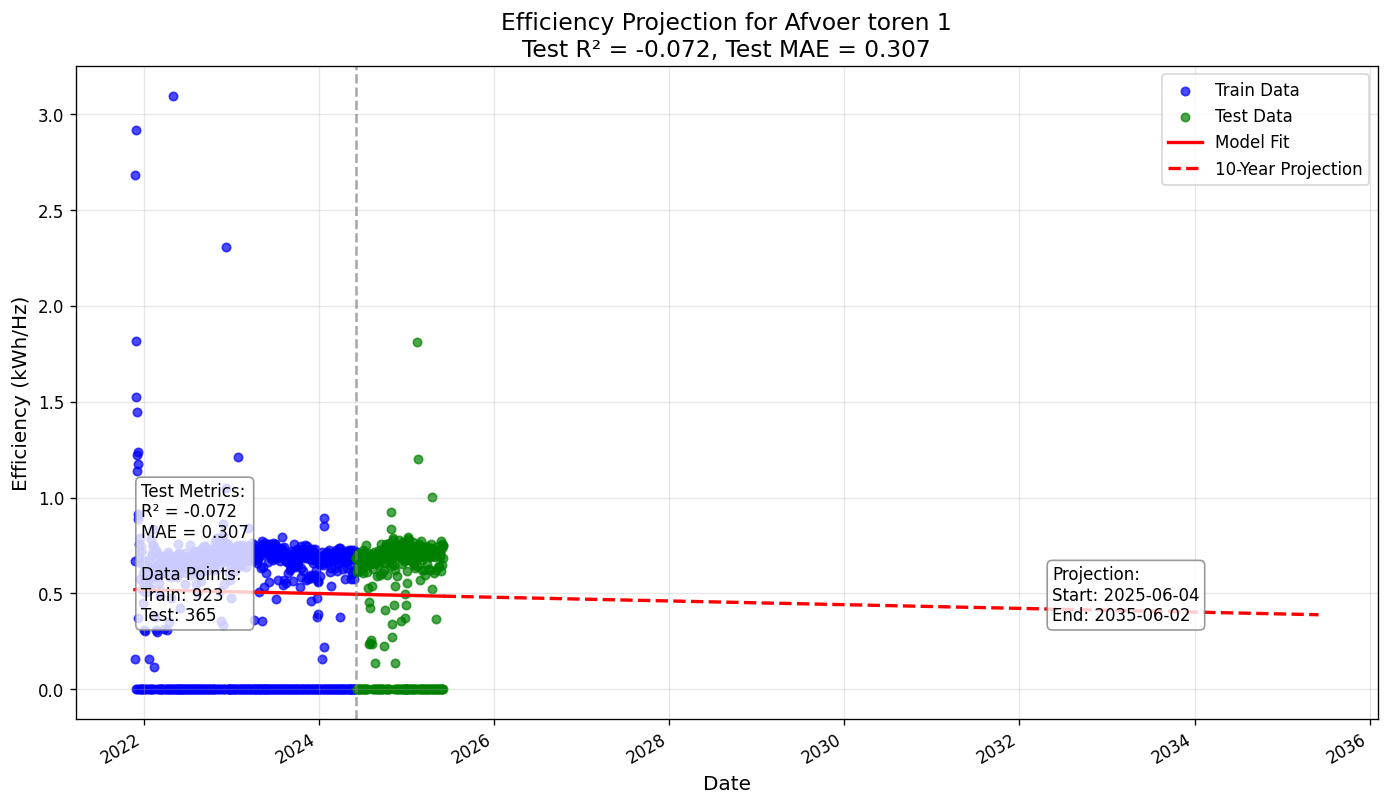 Efficiency Projection for Afvoer toren 1
Test R² = -0.072, Test MAE = 0.307
Train Data
Test Data
Model Fit
10-Year Projection
Efficiency (kWh/Hz)
3.0
2.5
2.0
1.5
1.0
0.5
0.0
Test Metrics:
R² = -0.072
MAE = 0.307
Data Points:
Train: 923
Test: 365
Projection:
Start: 2025-06-04
End: 2035-06-02
2022
2024
2026
2028
2030
2032
2034
2036
Date